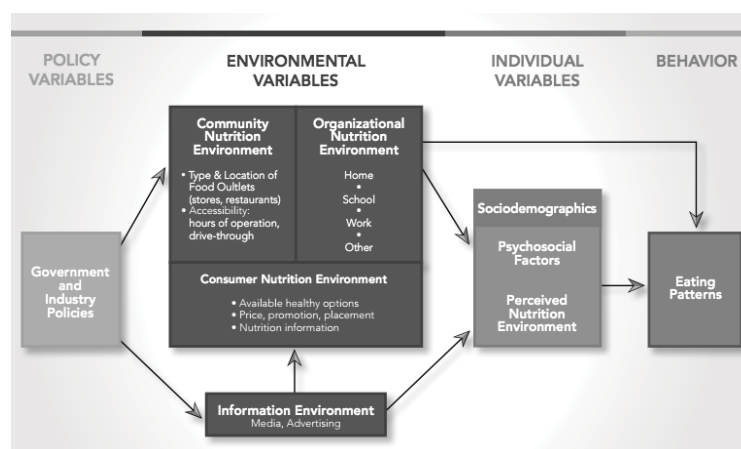 POLICY
VARIABLES
ENVIRONMENTAL
VARIABLES
INDIVIDUAL
VARIABLES
BEHAVIOR
Government
and
Industry
Policies
Community
Nutrition
Environment
• Type & Location of
Food Oultlets
(stores, restaurants)
• Accessibility:
hours of operation,
drive-through
Organizational
Nutrition
Environment
Home
•
School
•
Work
•
Other
Consumer Nutrition Environment
• Available healthy options
• Price, promotion, placement
• Nutrition information
Information Environment
Media, Advertising
Sociodemographics
Psychosocial
Factors
Perceived
Nutrition
Environment
Eating
Patterns